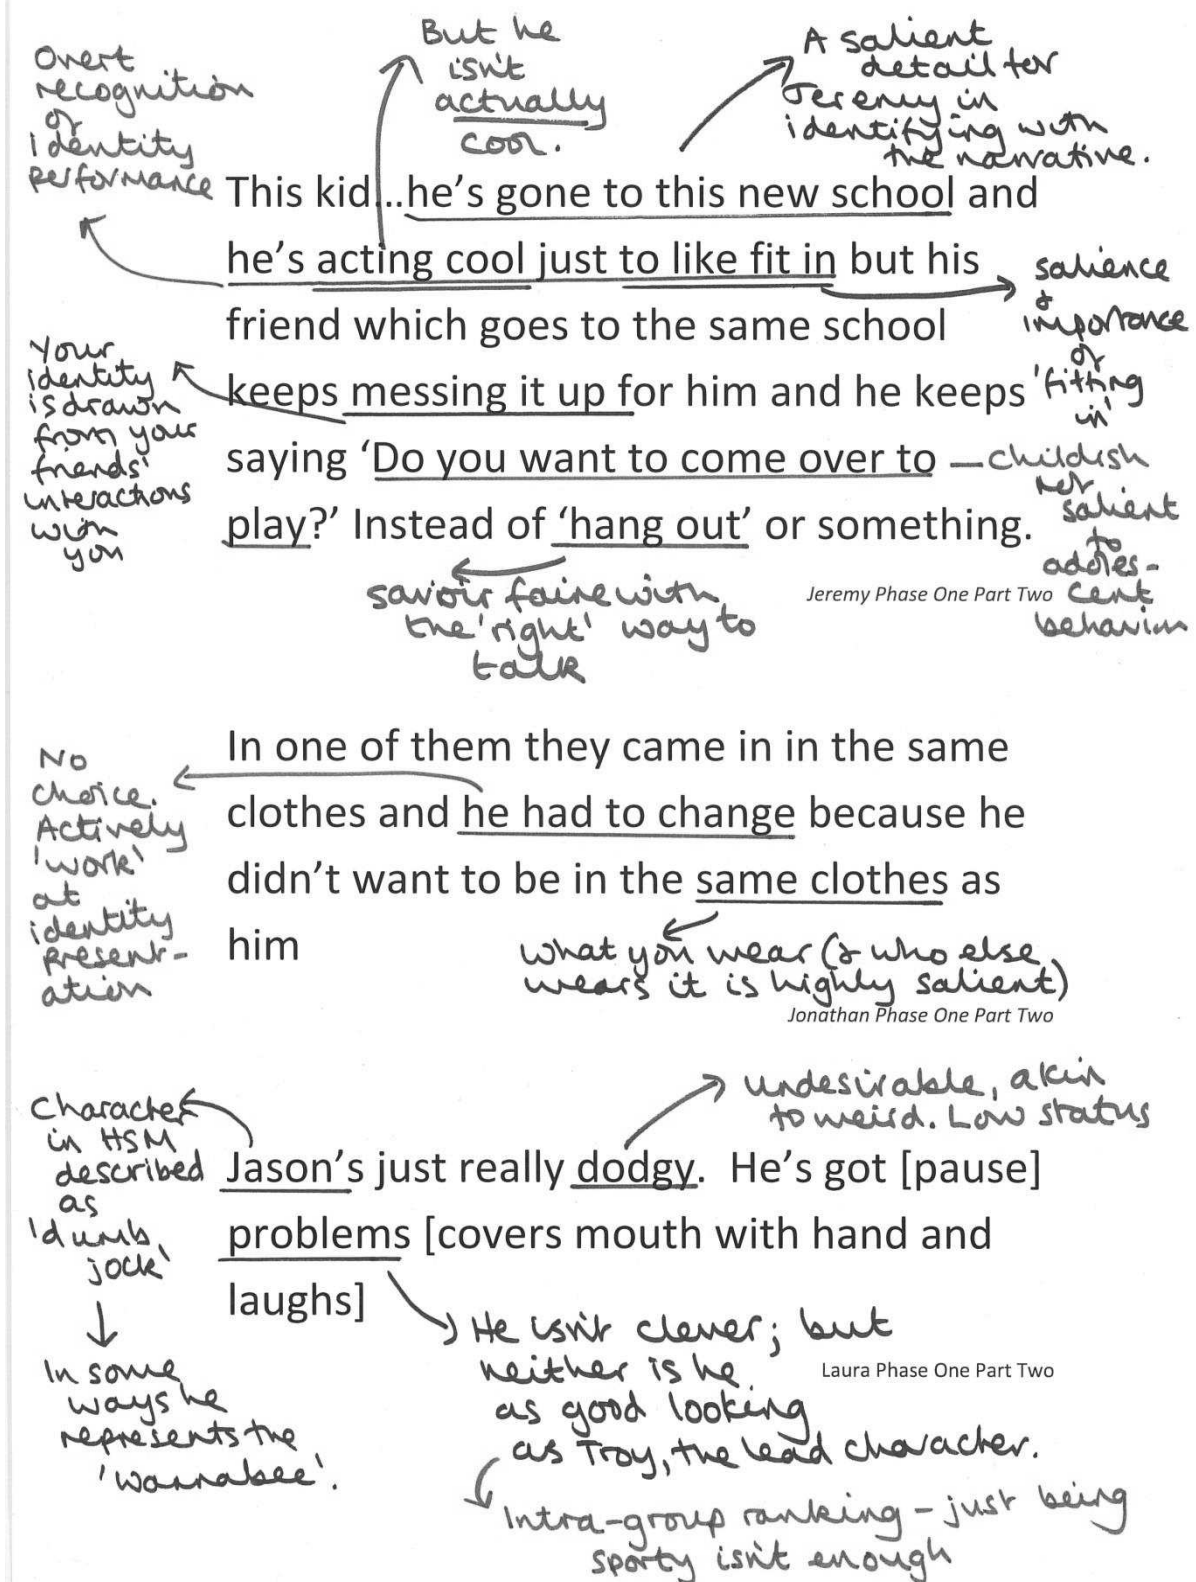 Overt
recognition
of
identity
performance
But he
isn't
actually
cool.
A salient
detail for
Jeremy in
identifying with
the narrative.
This kid...he's gone to this new school and
he's acting cool just to like fit in but his
friend which goes to the same school
keeps messing it up for him and he keeps
saying 'Do you want to come over to
play?' Instead of 'hang out' or something.
Your
identity
is drawn
from your
friends'
interactions
with
you
salience
&
importance
of
'fitting
in'
childish
not
salient
to
adoles-
cent
behaviour
savoir faire with
the 'right' way to
talk
Jeremy Phase One Part Two
No
choice.
Actively
'work'
at
identity
present-
ation
In one of them they came in in the same
clothes and he had to change because he
didn't want to be in the same clothes as
him
what you wear (& who else
wears it is highly salient)
Jonathan Phase One Part Two
Character
in HSM
described
as
'dumb
jock'
In some
ways he
represents the
'wannabee'.
undesirable, akin
to weird. Low status
Jason's just really dodgy. He's got [pause]
problems [covers mouth with hand and
laughs]
He isn't clever; but
neither is he
as good looking
as Troy, the lead character.
Laura Phase One Part Two
Intra-group ranking – just being
sporty isn't enough